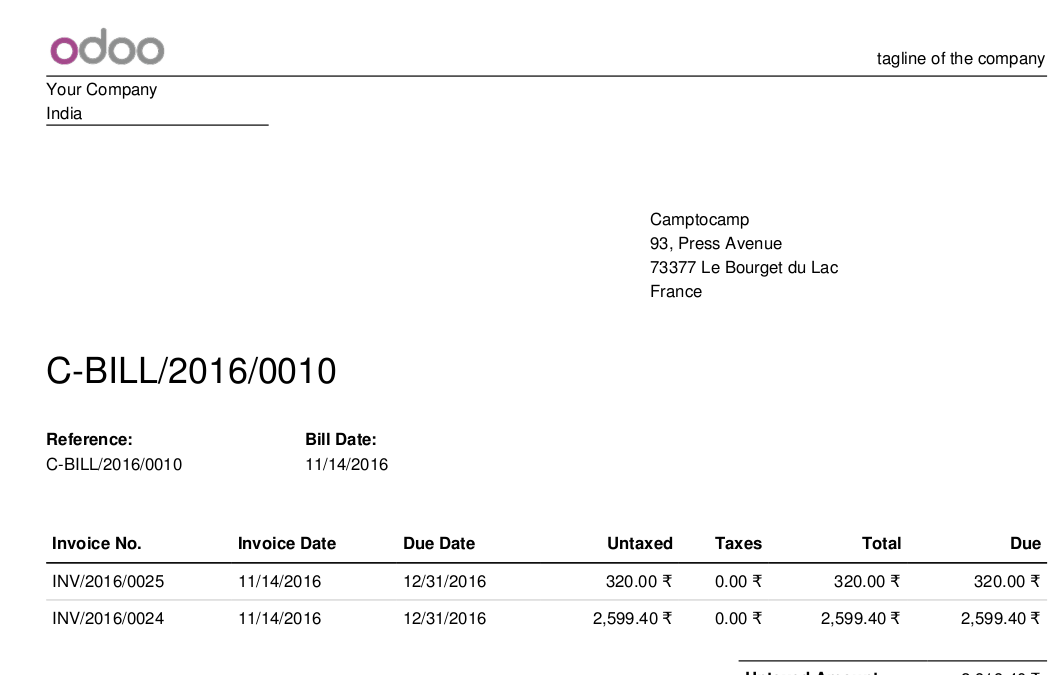 odoo
tagline of the company
Your Company
India
Camptocamp
93, Press Avenue
73377 Le Bourget du Lac
France
C-BILL/2016/0010
Reference: Bill Date:
C-BILL/2016/0010 11/14/2016
Invoice No. Invoice Date Due Date Untaxed Taxes Total Due
INV/2016/0025 11/14/2016 12/31/2016 320.00 ₹ 0.00 ₹ 320.00 ₹ 320.00 ₹
INV/2016/0024 11/14/2016 12/31/2016 2,599.40 ₹ 0.00 ₹ 2,599.40 ₹ 2,599.40 ₹